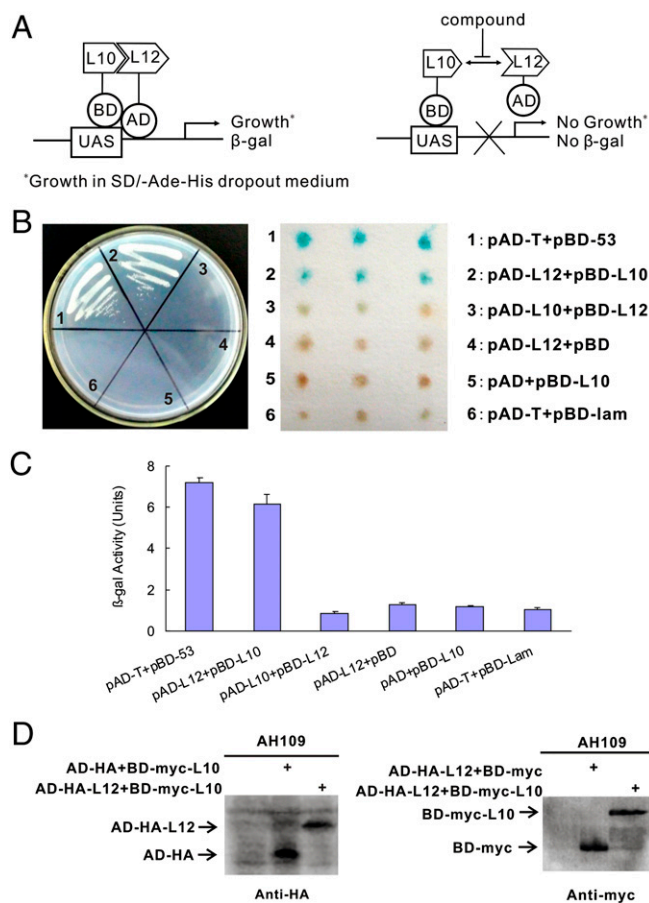 A
compound
L10 L12
L10 L12
BD AD
BD AD
UAS
Growth*
β-gal
UAS
No Growth*
No β-gal
*Growth in SD/-Ade-His dropout medium
B
1 2 3 4 5 6
1
2
3
4
5
6
1: pAD-T+pBD-53
2: pAD-L12+pBD-L10
3: pAD-L10+pBD-L12
4: pAD-L12+pBD
5: pAD+pBD-L10
6: pAD-T+pBD-lam
C
ß-gal Activity (Units)
8
6
4
2
0
pAD-T+pBD-53
pAD-L12+pBD-L10
pAD-L10+pBD-L12
pAD-L12+pBD
pAD+pBD-L10
pAD-T+pBD-Lam
D
AH109
AD-HA+BD-myc-L10 +
AD-HA-L12+BD-myc-L10 +
AD-HA-L12
AD-HA
Anti-HA
AH109
AD-HA-L12+BD-myc +
AD-HA-L12+BD-myc-L10 +
BD-myc-L10
BD-myc
Anti-myc